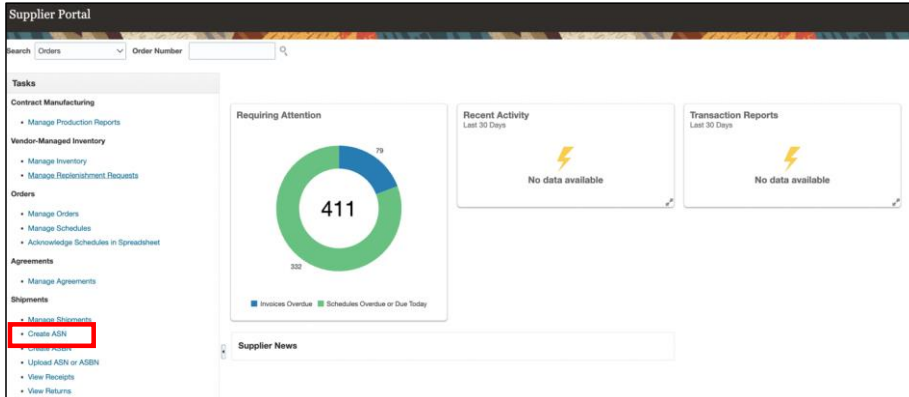 Supplier Portal
Search Orders Order Number
Tasks
Contract Manufacturing
Manage Production Reports
Vendor-Managed Inventory
Manage Inventory
Manage Replenishment Requests
Orders
Manage Orders
Manage Schedules
Acknowledge Schedules in Spreadsheet
Agreements
Manage Agreements
Shipments
Manage Shipments
Create ASN
Create ASBN
Upload ASN or ASBN
View Receipts
View Returns
Requiring Attention
79
411
332
Invoices Overdue Schedules Overdue or Due Today
Recent Activity
Last 30 Days
No data available
Transaction Reports
Last 30 Days
No data available
Supplier News